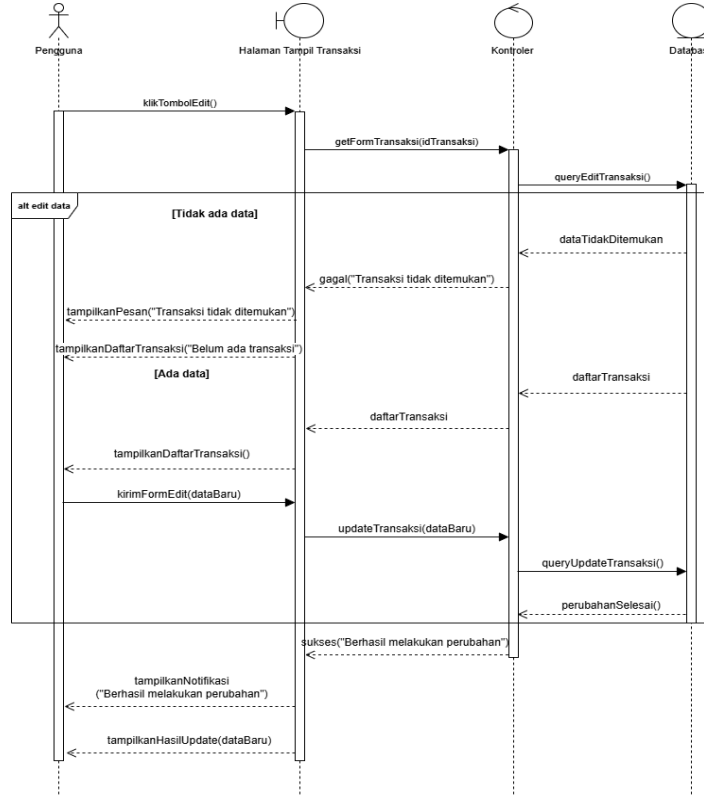 Pengguna
Halaman Tampil Transaksi
Kontroler
Databas
klikTombolEdit()
getFormTransaksi(idTransaksi)
queryEditTransaksi()
alt edit data
[Tidak ada data]
dataTidakDitemukan
gagal("Transaksi tidak ditemukan")
tampilkanPesan("Transaksi tidak ditemukan")
tampilkanDaftarTransaksi("Belum ada transaksi")
[Ada data]
daftarTransaksi
daftarTransaksi
tampilkanDaftarTransaksi()
kirimFormEdit(dataBaru)
updateTransaksi(dataBaru)
queryUpdateTransaksi()
perubahanSelesai()
sukses("Berhasil melakukan perubahan")
tampilkanNotifikasi
("Berhasil melakukan perubahan")
tampilkanHasilUpdate(dataBaru)